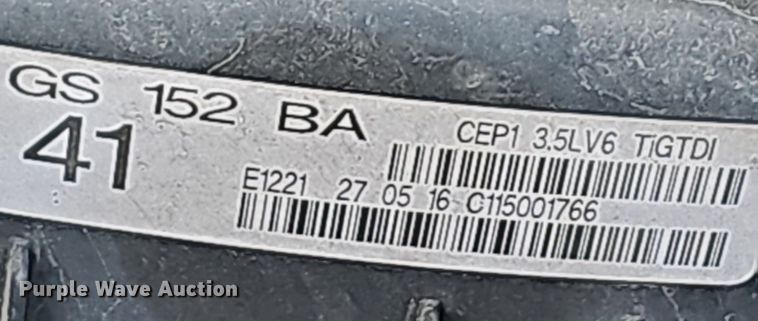 GS 152 BA
41
CEP1 3.5LV6 TiGTDI
E1221 27 05 16 C115001766
Purple Wave Auction